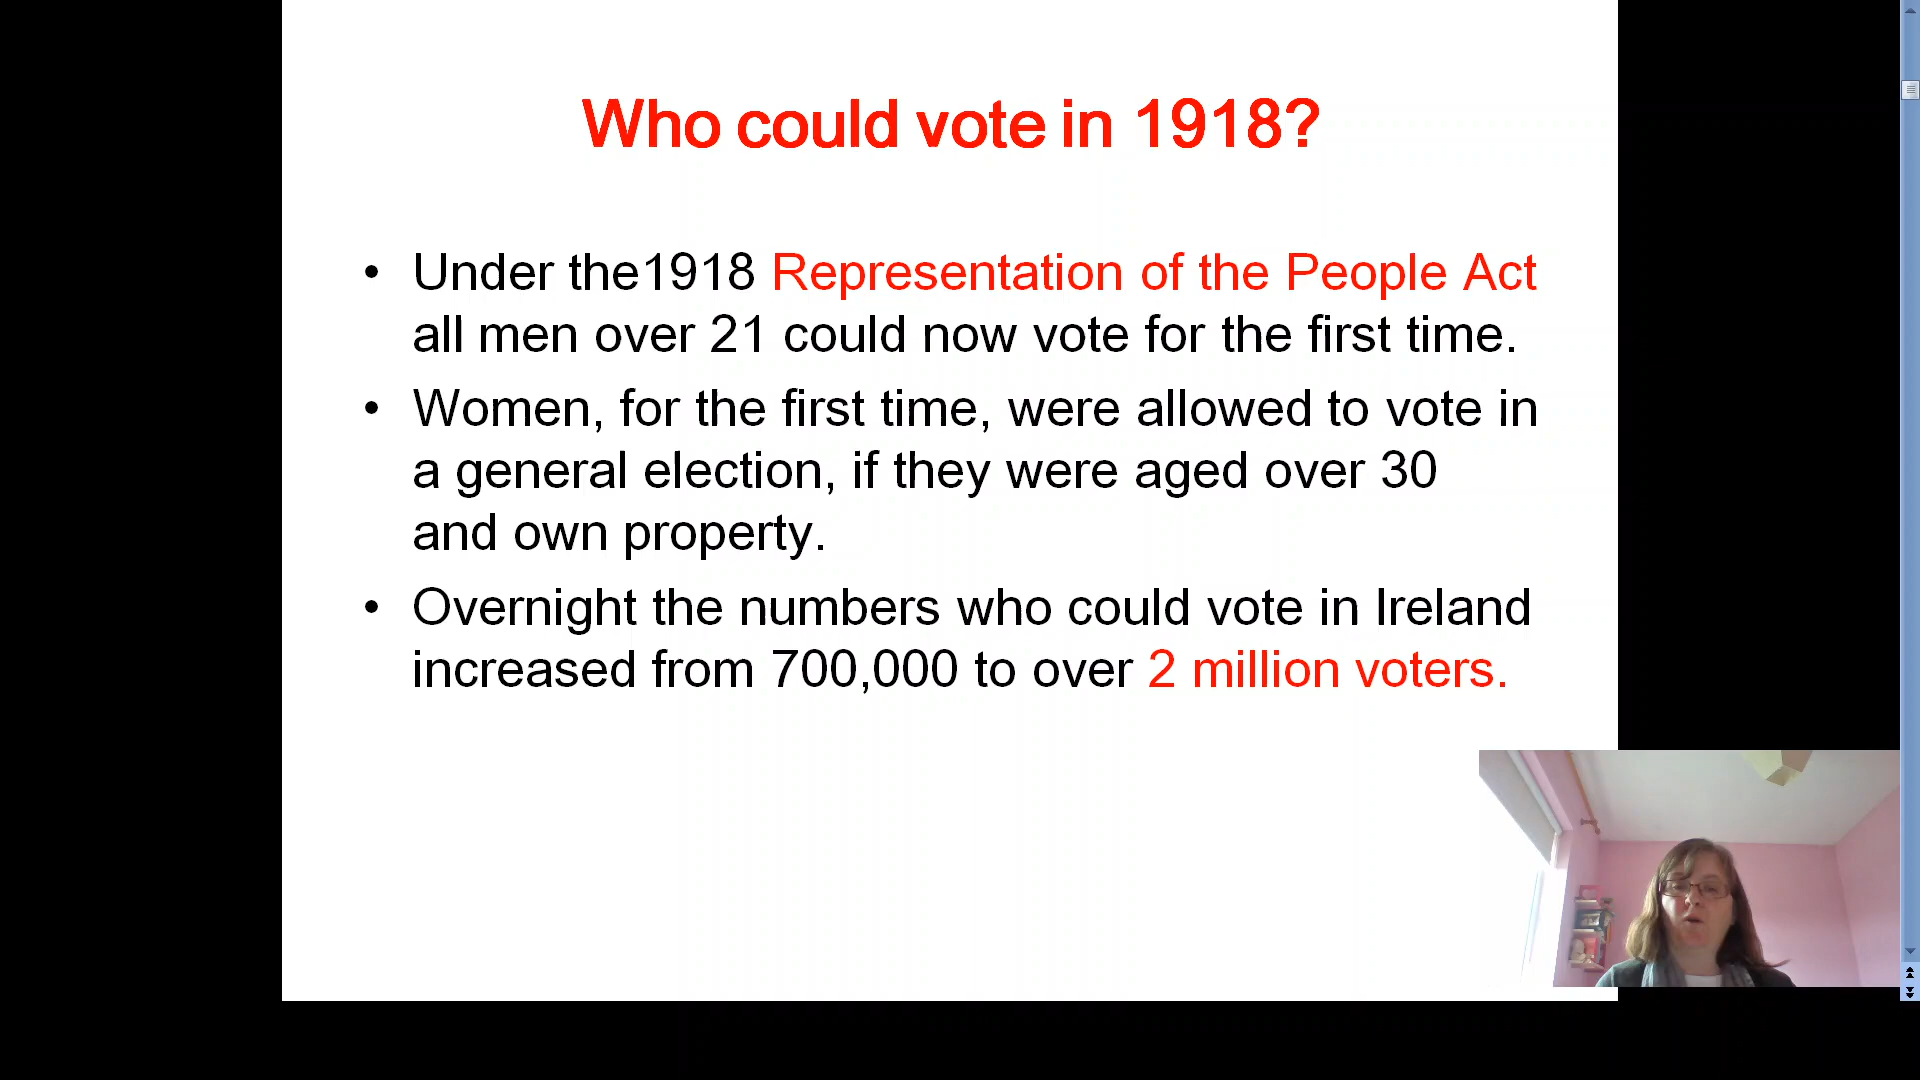 Who could vote in 1918?
• Under the1918 Representation of the People Act
all men over 21 could now vote for the first time.
• Women, for the first time, were allowed to vote in
a general election, if they were aged over 30
and own property.
• Overnight the numbers who could vote in Ireland
increased from 700,000 to over 2 million voters.